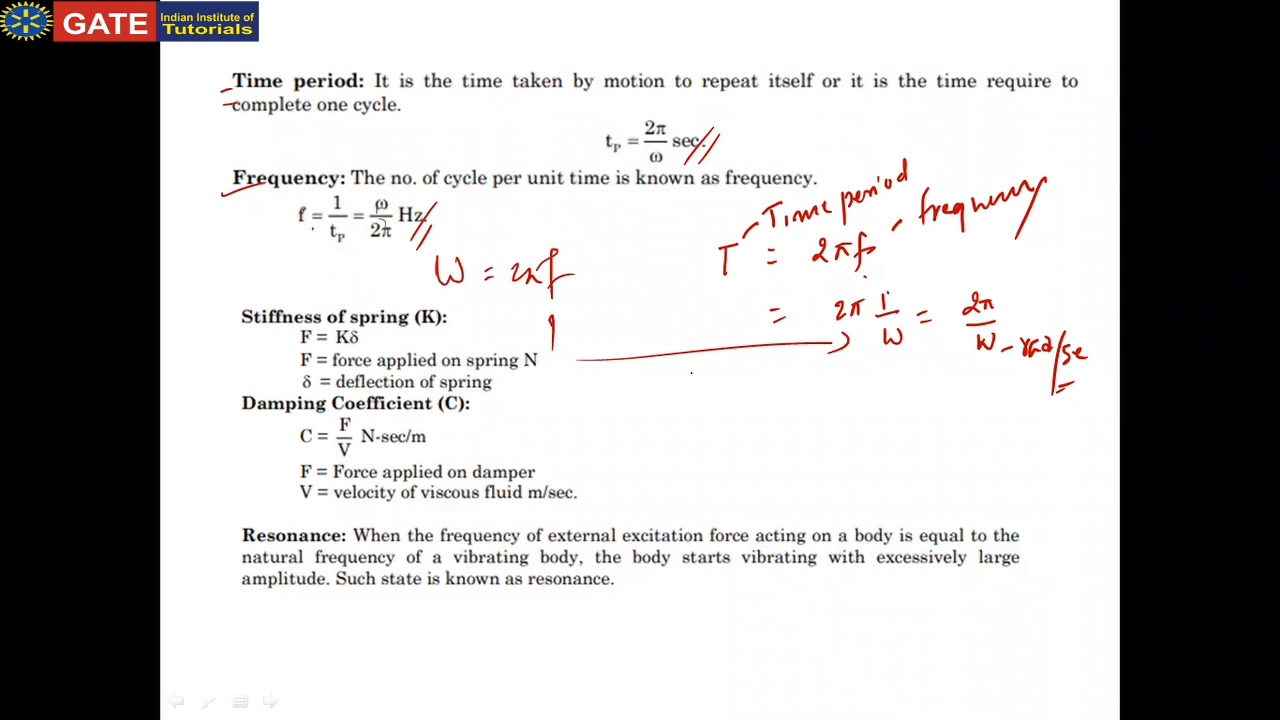 GATE Indian Institute of
Tutorials
Time period: It is the time taken by motion to repeat itself or it is the time require to
complete one cycle.
tₚ = 2π/ω sec.
Frequency: The no. of cycle per unit time is known as frequency.
f = 1/tₚ = ω/2π Hz.
Time period
frequency
T = 2πf
W = 2πf
= 2π 1/W = 2π/W - rad/se
Stiffness of spring (K):
F = Kδ
F = force applied on spring N
δ = deflection of spring
Damping Coefficient (C):
C = F/V N-sec/m
F = Force applied on damper
V = velocity of viscous fluid m/sec.
Resonance: When the frequency of external excitation force acting on a body is equal to the
natural frequency of a vibrating body, the body starts vibrating with excessively large
amplitude. Such state is known as resonance.